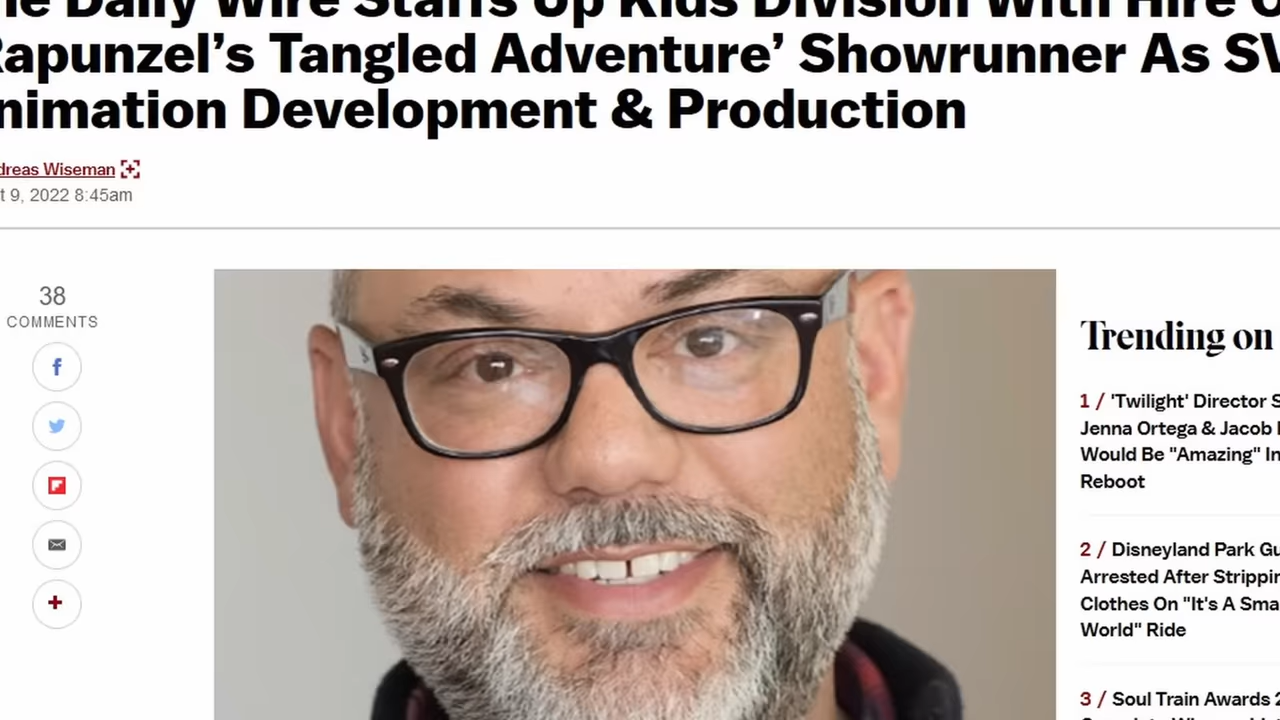 he Daily Wire Starts Up Kids Division With Hire O
Rapunzel's Tangled Adventure' Showrunner As SV
nimation Development & Production
dreas Wiseman
t 9, 2022 8:45am
38
COMMENTS
Trending on
1 / 'Twilight' Director S
Jenna Ortega & Jacob
Would Be "Amazing" In
Reboot
2 / Disneyland Park Gu
Arrested After Strippin
Clothes On "It's A Sma
World" Ride
3 / Soul Train Awards 2